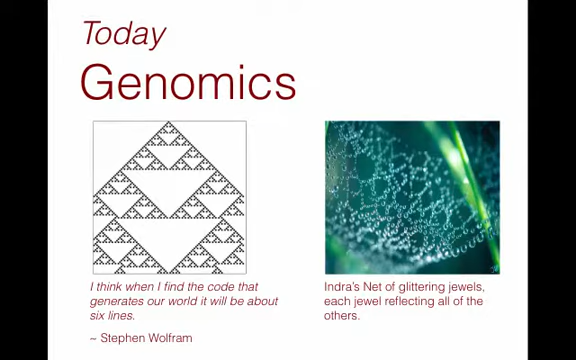 Today
Genomics
I think when I find the code that
generates our world it will be about
six lines.
~ Stephen Wolfram
Indra's Net of glittering jewels,
each jewel reflecting all of the
others.